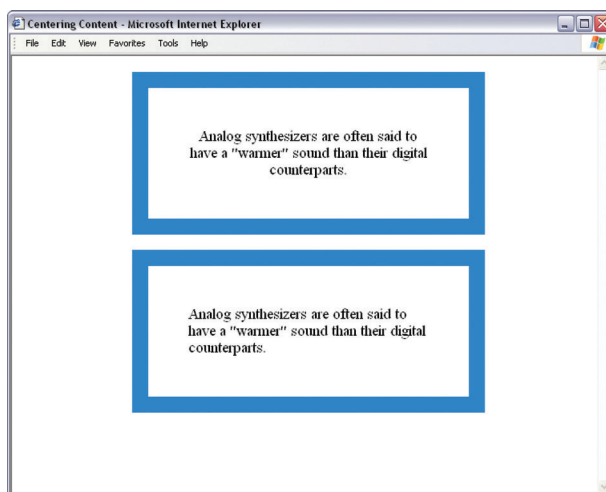 Centering Content - Microsoft Internet Explorer
File Edit View Favorites Tools Help
Analog synthesizers are often said to
have a "warmer" sound than their digital
counterparts.
Analog synthesizers are often said to
have a "warmer" sound than their digital
counterparts.